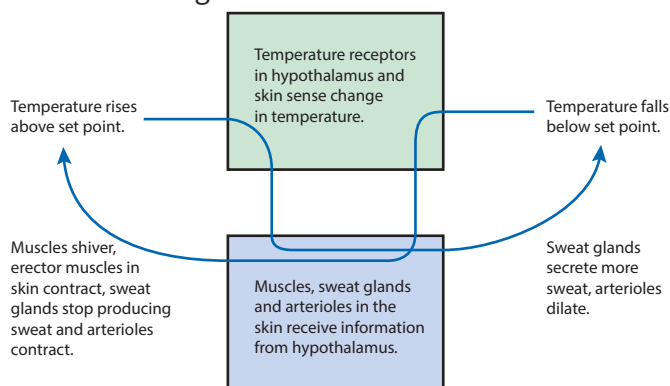 Temperature receptors
in hypothalamus and
skin sense change
in temperature.
Temperature rises
above set point.
Temperature falls
below set point.
Muscles shiver,
erector muscles in
skin contract, sweat
glands stop producing
sweat and arterioles
contract.
Muscles, sweat glands
and arterioles in the
skin receive information
from hypothalamus.
Sweat glands
secrete more
sweat, arterioles
dilate.